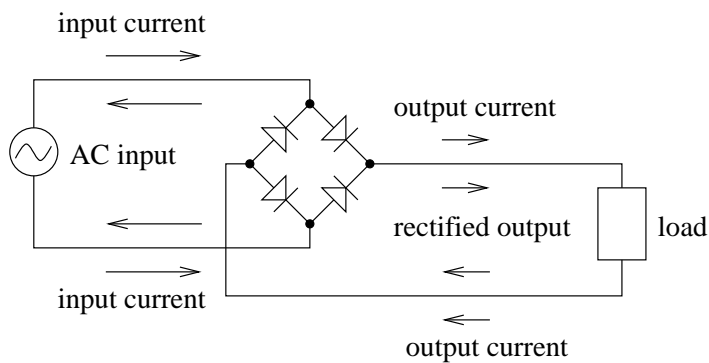 input current
output current
AC input
rectified output
load
input current
output current